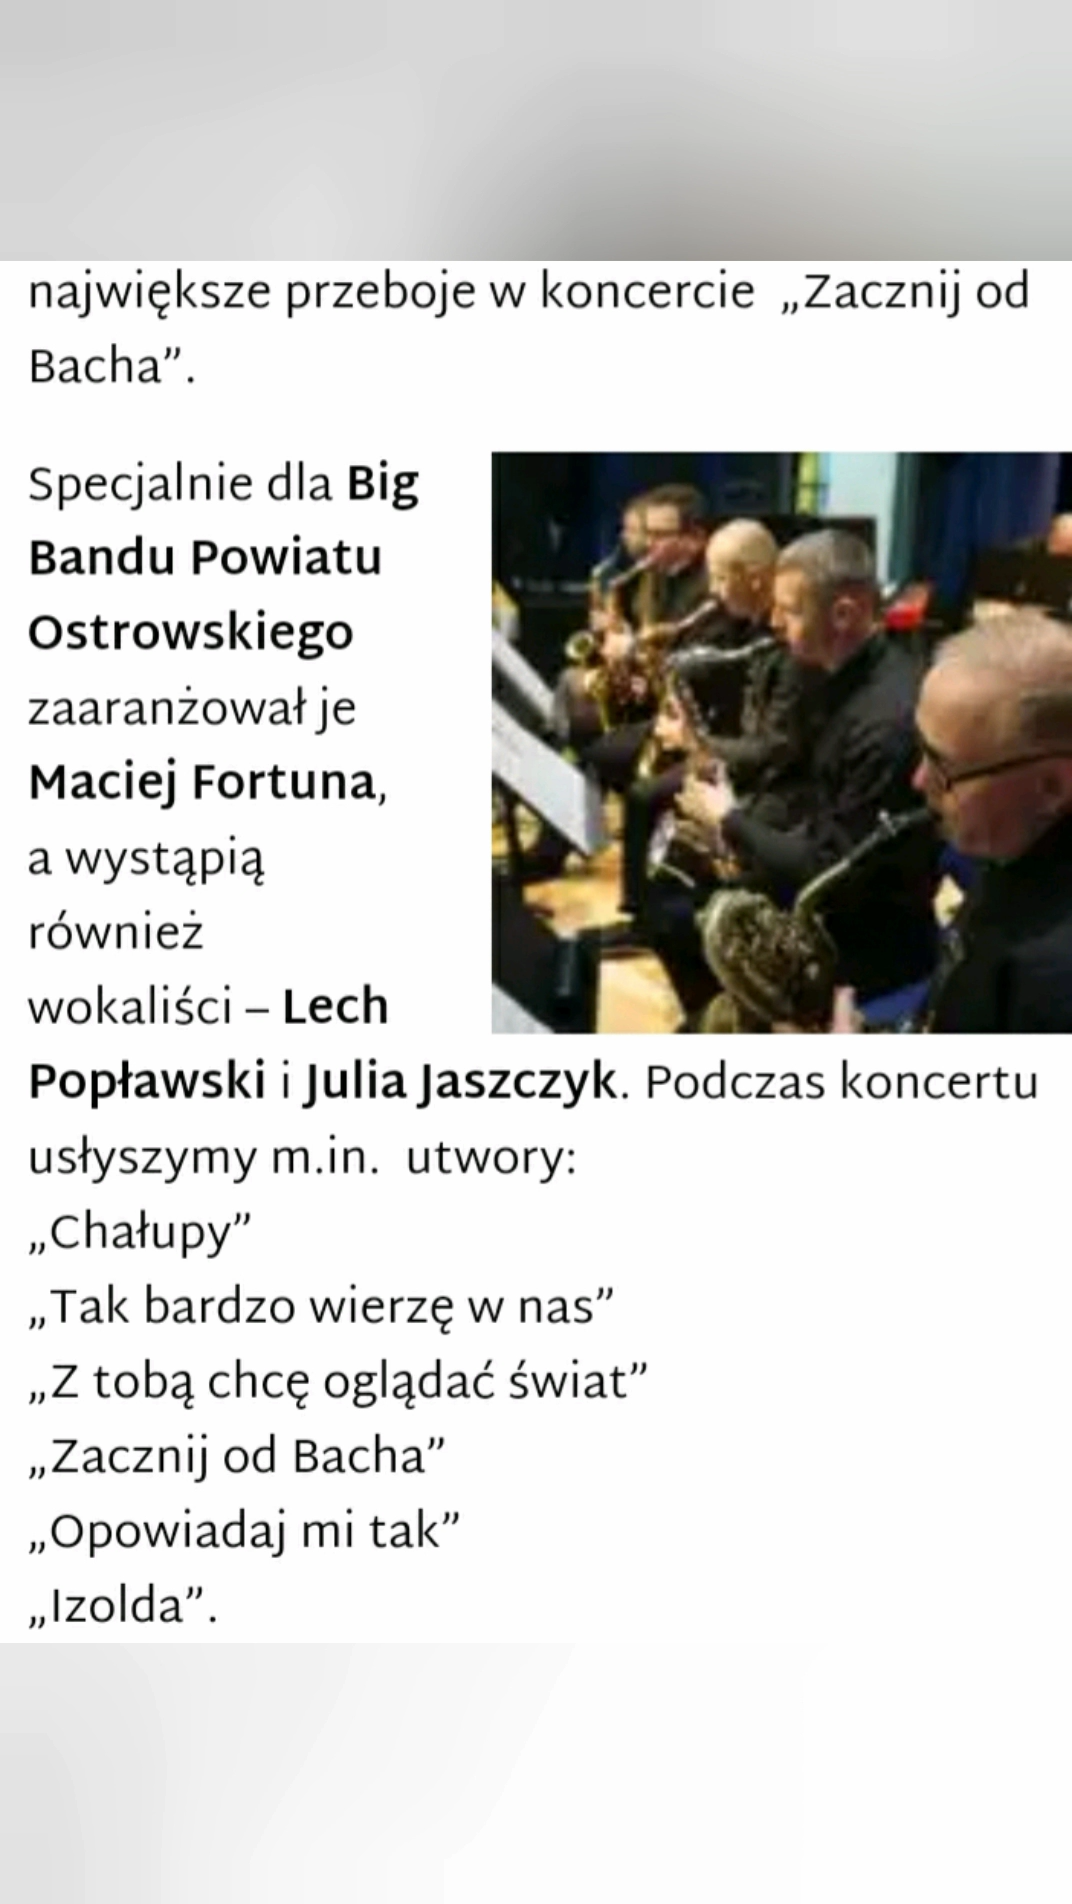 największe przeboje w koncercie „Zacznij od
Bacha”.
Specjalnie dla Big
Bandu Powiatu
Ostrowskiego
zaaranżował je
Maciej Fortuna,
a wystąpią
również
wokaliści – Lech
Popławski i Julia Jaszczyk. Podczas koncertu
usłyszymy m.in. utwory:
„Chałupy”
„Tak bardzo wierzę w nas”
„Z tobą chcę oglądać świat”
„Zacznij od Bacha”
„Opowiadaj mi tak”
„Izolda”.